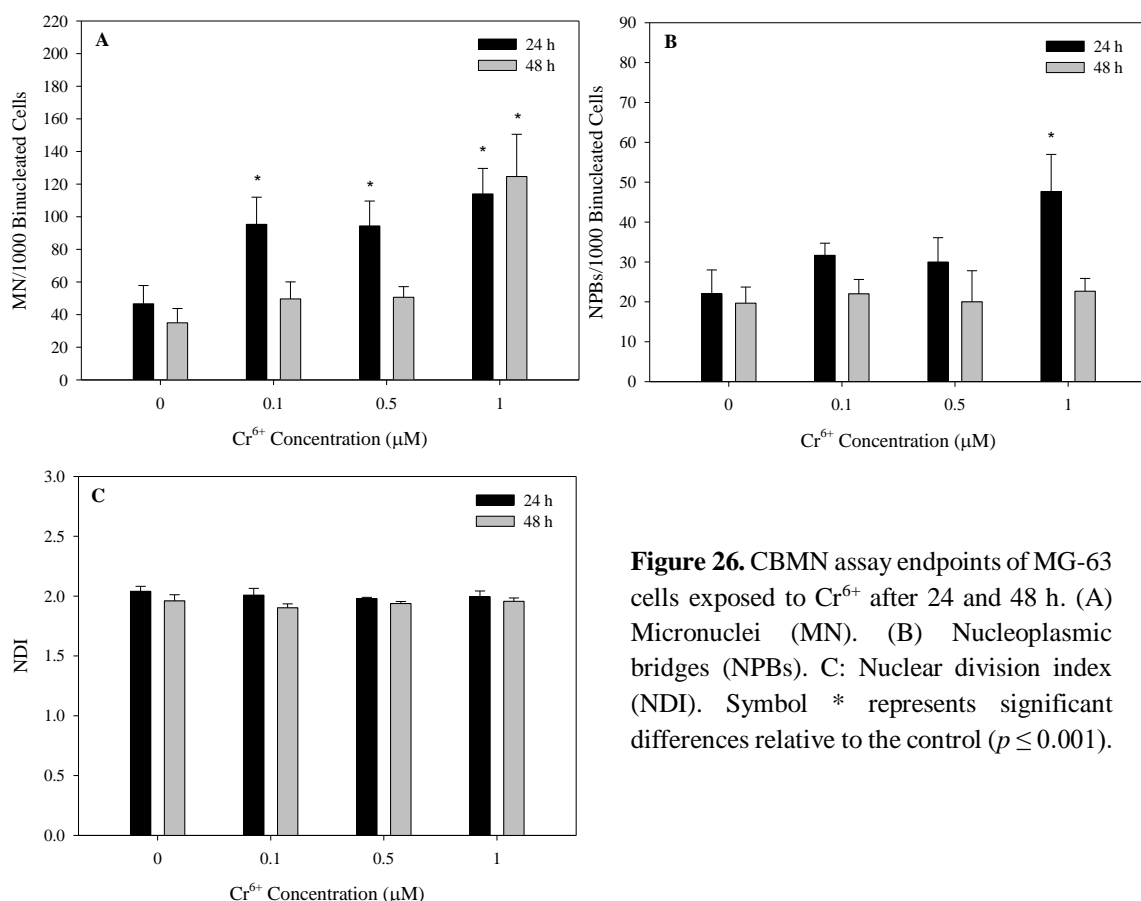 A
24 h
48 h
MN/1000 Binucleated Cells
220
200
180
160
140
120
100
80
60
40
20
0
*
*
*
*
0 0.1 0.5 1
Cr⁶⁺ Concentration (μM)
B
24 h
48 h
NPBs/1000 Binucleated Cells
90
80
70
60
50
40
30
20
10
0
*
0 0.1 0.5 1
Cr⁶⁺ Concentration (μM)
C
24 h
48 h
NDI
3.0
2.5
2.0
1.5
1.0
0.5
0.0
0 0.1 0.5 1
Cr⁶⁺ Concentration (μM)
Figure 26. CBMN assay endpoints of MG-63
cells exposed to Cr⁶⁺ after 24 and 48 h. (A)
Micronuclei (MN). (B) Nucleoplasmic
bridges (NPBs). C: Nuclear division index
(NDI). Symbol * represents significant
differences relative to the control (p ≤ 0.001).